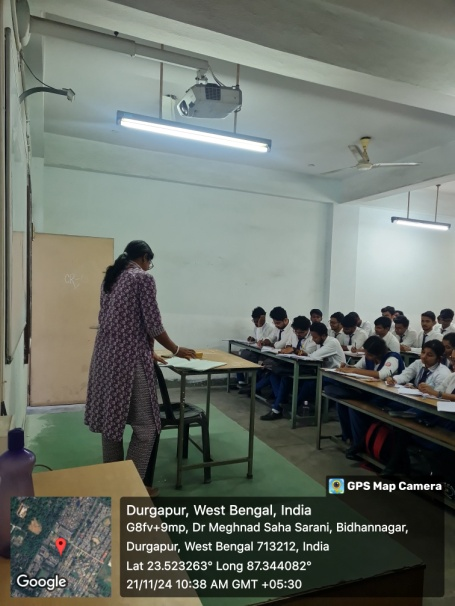 GPS Map Camera
Durgapur, West Bengal, India
G8fv+9mp, Dr Meghnad Saha Sarani, Bidhannagar,
Durgapur, West Bengal 713212, India
Lat 23.523263° Long 87.344082°
21/11/24 10:38 AM GMT +05:30
Google